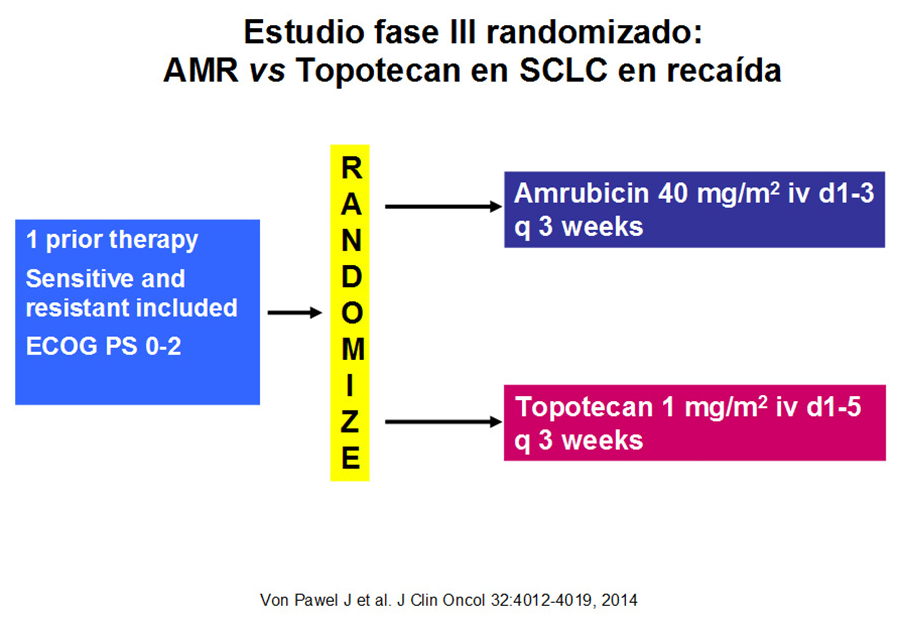 Estudio fase III randomizado:
AMR vs Topotecan en SCLC en recaída
1 prior therapy
Sensitive and
resistant included
ECOG PS 0-2
R
A
N
D
O
M
I
Z
E
Amrubicin 40 mg/m² iv d1-3
q 3 weeks
Topotecan 1 mg/m² iv d1-5
q 3 weeks
Von Pawel J et al. J Clin Oncol 32:4012-4019, 2014